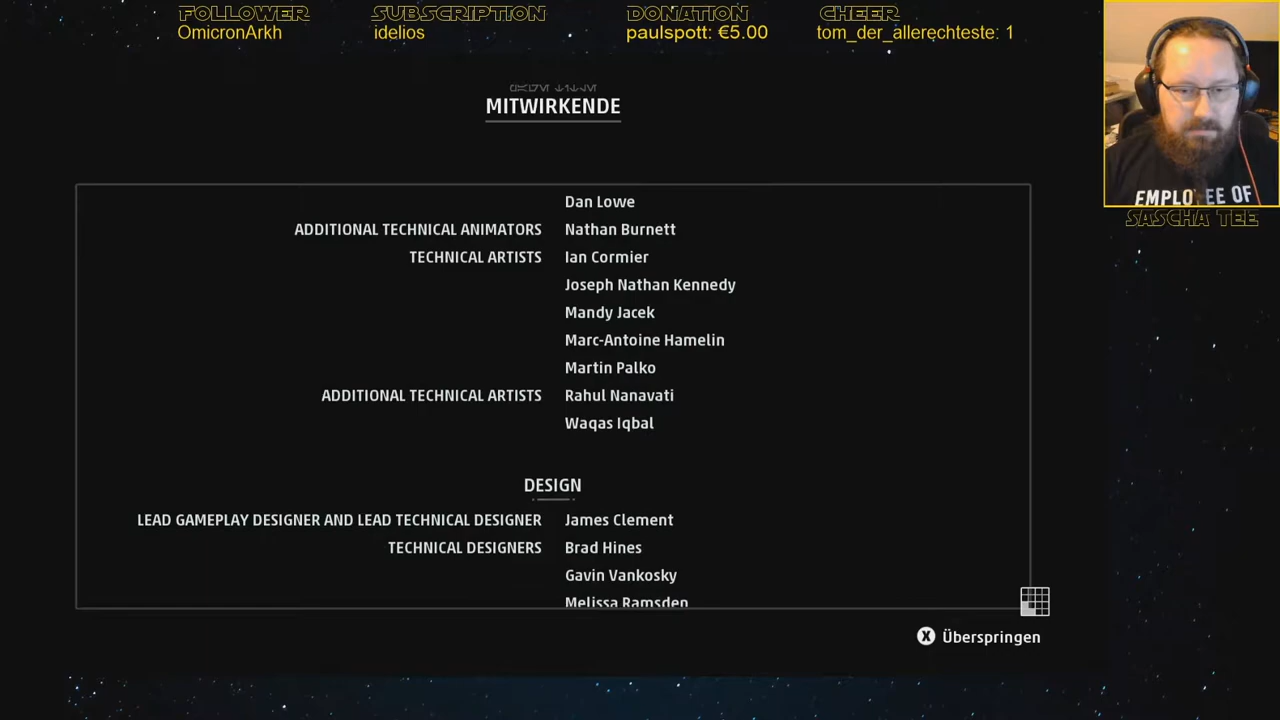 FOLLOWER SUBSCRIPTION DONATION CHEER
OmicronArkh idelios paulspott: €5.00 tom_der_allerechteste: 1
MITWIRKENDE
Dan Lowe
ADDITIONAL TECHNICAL ANIMATORS Nathan Burnett
TECHNICAL ARTISTS Ian Cormier
Joseph Nathan Kennedy
Mandy Jacek
Marc-Antoine Hamelin
Martin Palko
ADDITIONAL TECHNICAL ARTISTS Rahul Nanavati
Waqas Iqbal
DESIGN
LEAD GAMEPLAY DESIGNER AND LEAD TECHNICAL DESIGNER James Clement
TECHNICAL DESIGNERS Brad Hines
Gavin Vankosky
Melissa Ramsden
X Überspringen
EMPLOYEE OF
SASCHA TEE